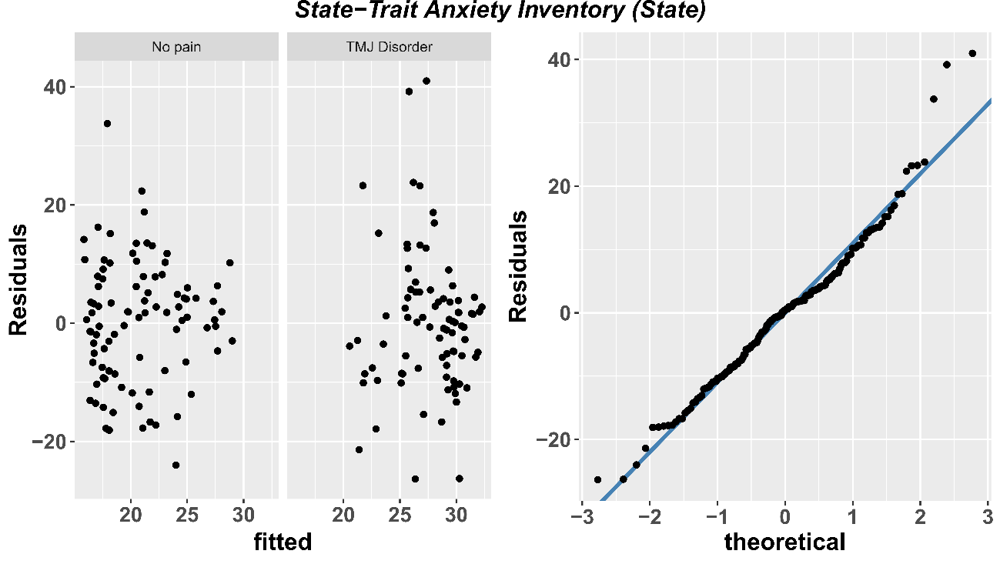 State−Trait Anxiety Inventory (State)
No pain
TMJ Disorder
Residuals
40
20
0
−20
20 25 30
20 25 30
fitted
Residuals
40
20
0
−20
−3 −2 −1 0 1 2 3
theoretical